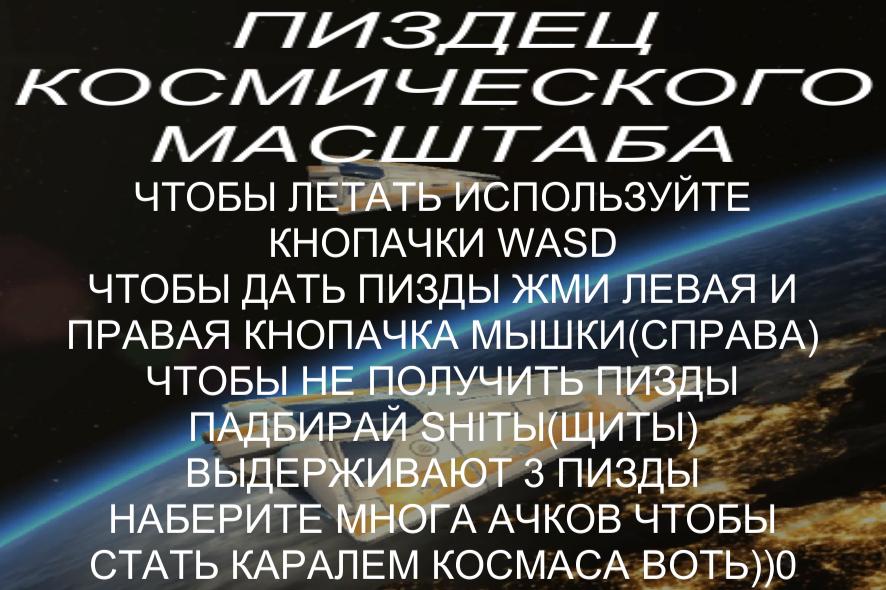 ПИЗДЕЦ
КОСМИЧЕСКОГО
МАСШТАБА
ЧТОБЫ ЛЕТАТЬ ИСПОЛЬЗУЙТЕ
КНОПАЧКИ WASD
ЧТОБЫ ДАТЬ ПИЗДЫ ЖМИ ЛЕВАЯ И
ПРАВАЯ КНОПАЧКА МЫШКИ(СПРАВА)
ЧТОБЫ НЕ ПОЛУЧИТЬ ПИЗДЫ
ПАДБИРАЙ SHITЫ(ЩИТЫ)
ВЫДЕРЖИВАЮТ 3 ПИЗДЫ
НАБЕРИТЕ МНОГА АЧКОВ ЧТОБЫ
СТАТЬ КАРАЛЕМ КОСМАСА ВОТЬ))0